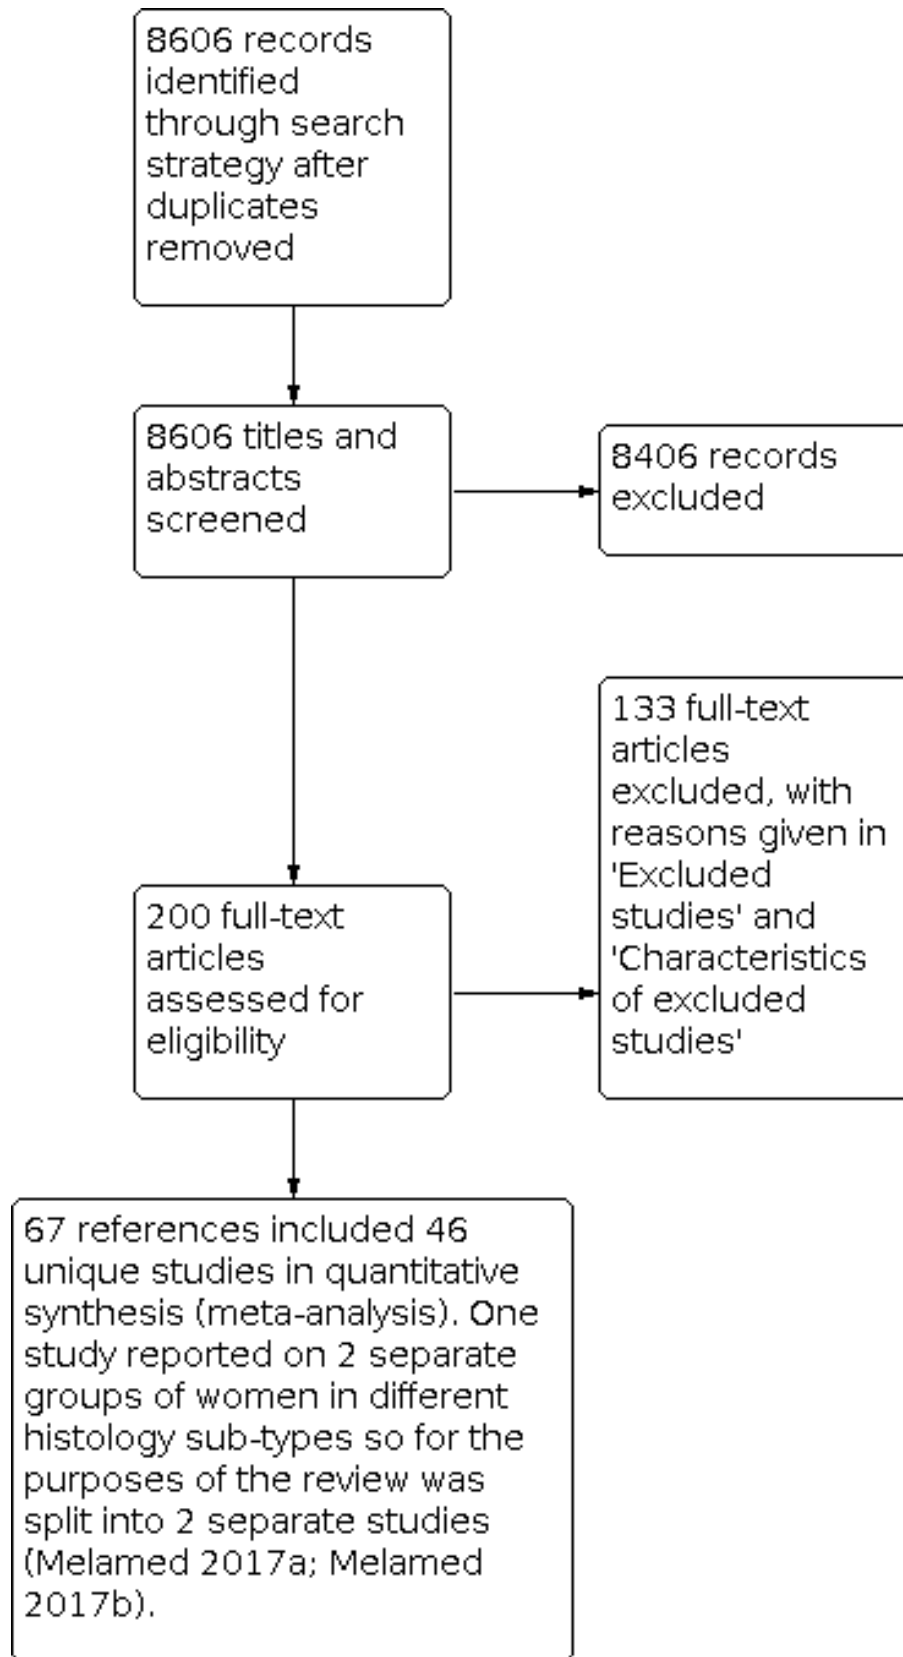 8606 records
identified
through search
strategy after
duplicates
removed
8606 titles and
abstracts
screened
8406 records
excluded
200 full-text
articles
assessed for
eligibility
133 full-text
articles
excluded, with
reasons given in
'Excluded
studies' and
'Characteristics
of excluded
studies'
67 references included 46
unique studies in quantitative
synthesis (meta-analysis). One
study reported on 2 separate
groups of women in different
histology sub-types so for the
purposes of the review was
split into 2 separate studies
(Melamed 2017a; Melamed
2017b).